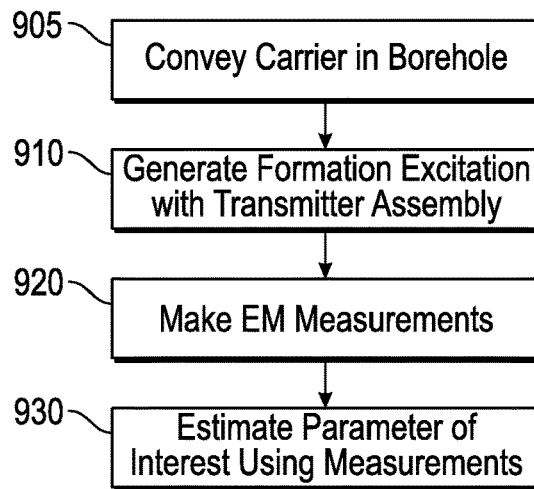 905
Convey Carrier in Borehole
910
Generate Formation Excitation
with Transmitter Assembly
920
Make EM Measurements
930
Estimate Parameter of
Interest Using Measurements